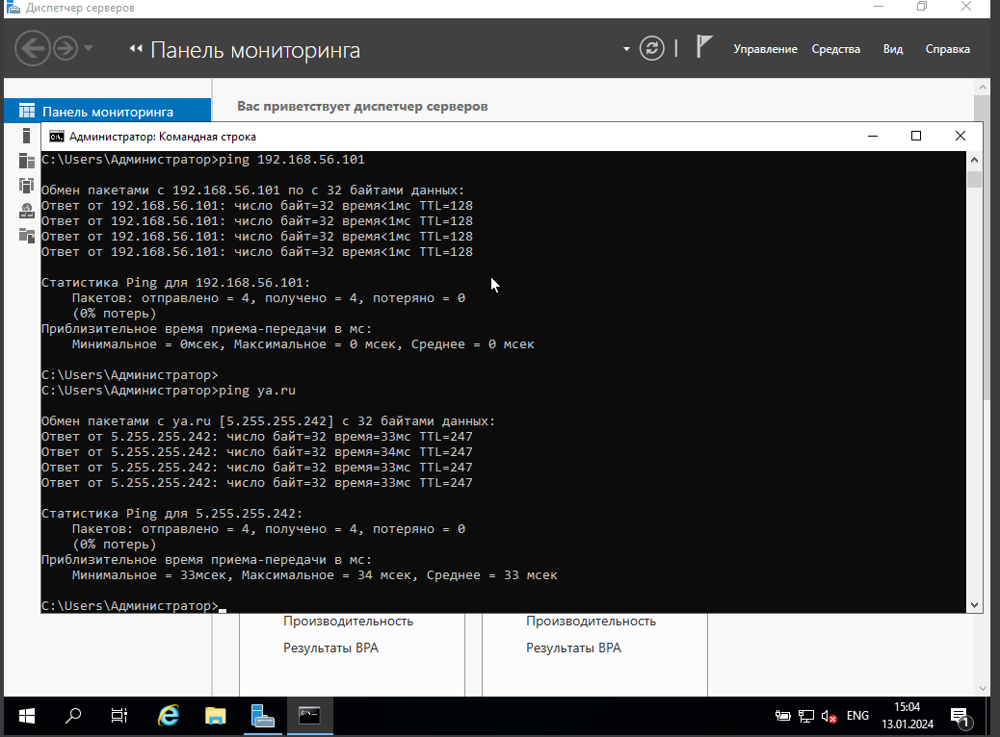 Диспетчер серверов
Панель мониторинга
Управление Средства Вид Справка
Панель мониторинга
Вас приветствует диспетчер серверов
Администратор: Командная строка
C:\Users\Администратор>ping 192.168.56.101
Обмен пакетами с 192.168.56.101 по с 32 байтами данных:
Ответ от 192.168.56.101: число байт=32 время<1мс TTL=128
Ответ от 192.168.56.101: число байт=32 время<1мс TTL=128
Ответ от 192.168.56.101: число байт=32 время<1мс TTL=128
Ответ от 192.168.56.101: число байт=32 время<1мс TTL=128
Статистика Ping для 192.168.56.101:
Пакетов: отправлено = 4, получено = 4, потеряно = 0
(0% потерь)
Приблизительное время приема-передачи в мс:
Минимальное = 0мсек, Максимальное = 0 мсек, Среднее = 0 мсек
C:\Users\Администратор>
C:\Users\Администратор>ping ya.ru
Обмен пакетами с ya.ru [5.255.255.242] с 32 байтами данных:
Ответ от 5.255.255.242: число байт=32 время=33мс TTL=247
Ответ от 5.255.255.242: число байт=32 время=34мс TTL=247
Ответ от 5.255.255.242: число байт=32 время=33мс TTL=247
Ответ от 5.255.255.242: число байт=32 время=33мс TTL=247
Статистика Ping для 5.255.255.242:
Пакетов: отправлено = 4, получено = 4, потеряно = 0
(0% потерь)
Приблизительное время приема-передачи в мс:
Минимальное = 33мсек, Максимальное = 34 мсек, Среднее = 33 мсек
C:\Users\Администратор>
Производительность Производительность
Результаты BPA Результаты BPA
ENG
15:04
13.01.2024
1